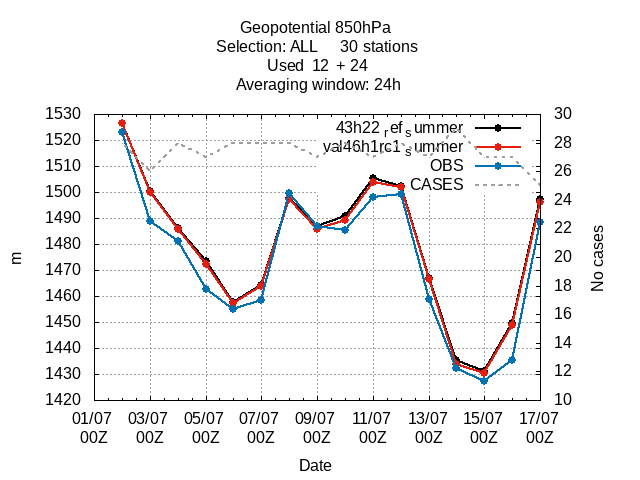 Geopotential 850hPa
Selection: ALL 30 stations
Used 12 + 24
Averaging window: 24h
1530
1520
1510
1500
1490
1480
1470
1460
1450
1440
1430
1420
m
30
28
26
24
22
20
18
16
14
12
10
No cases
43h22_ref_summer
val46h1rc1_summer
OBS
CASES
01/07 03/07 05/07 07/07 09/07 11/07 13/07 15/07 17/07
00Z 00Z 00Z 00Z 00Z 00Z 00Z 00Z 00Z
Date